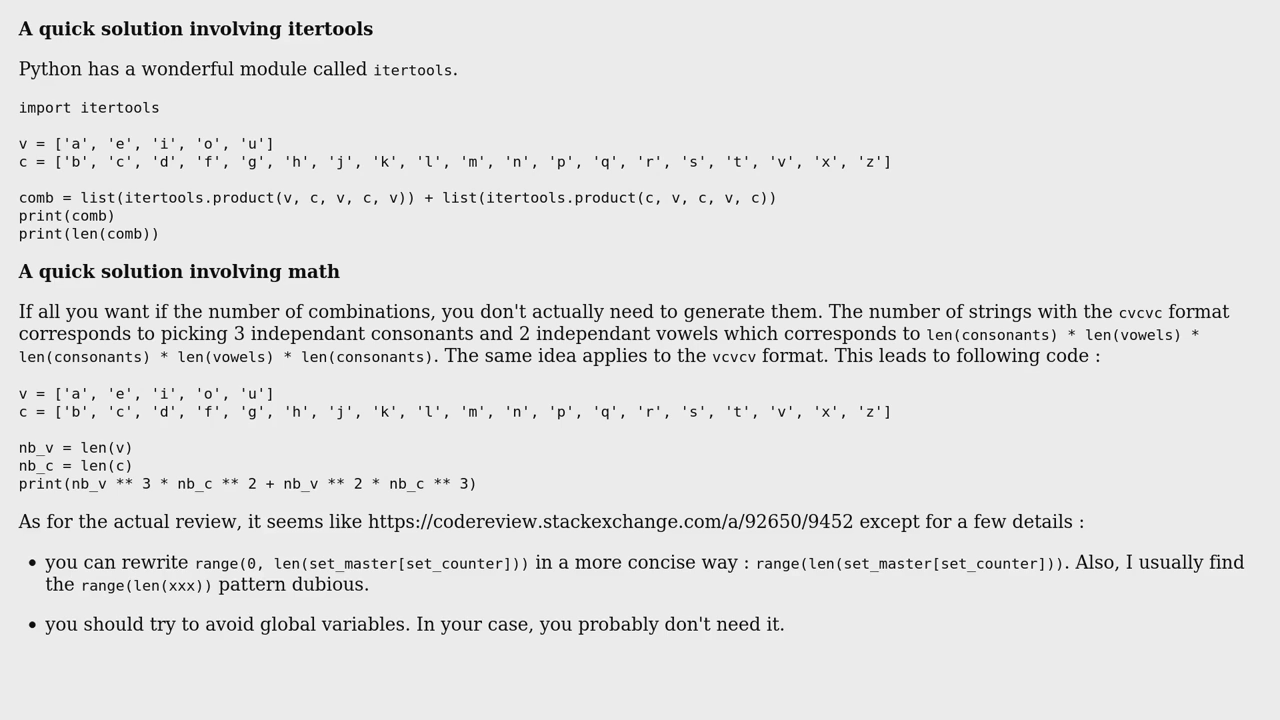 A quick solution involving itertools
Python has a wonderful module called itertools.
import itertools
v = ['a', 'e', 'i', 'o', 'u']
c = ['b', 'c', 'd', 'f', 'g', 'h', 'j', 'k', 'l', 'm', 'n', 'p', 'q', 'r', 's', 't', 'v', 'x', 'z']
comb = list(itertools.product(v, c, v, c, v)) + list(itertools.product(c, v, c, v, c))
print(comb)
print(len(comb))
A quick solution involving math
If all you want if the number of combinations, you don't actually need to generate them. The number of strings with the cvcvc format
corresponds to picking 3 independant consonants and 2 independant vowels which corresponds to len(consonants) * len(vowels) *
len(consonants) * len(vowels) * len(consonants). The same idea applies to the vcvcv format. This leads to following code :
v = ['a', 'e', 'i', 'o', 'u']
c = ['b', 'c', 'd', 'f', 'g', 'h', 'j', 'k', 'l', 'm', 'n', 'p', 'q', 'r', 's', 't', 'v', 'x', 'z']
nb_v = len(v)
nb_c = len(c)
print(nb_v ** 3 * nb_c ** 2 + nb_v ** 2 * nb_c ** 3)
As for the actual review, it seems like https://codereview.stackexchange.com/a/92650/9452 except for a few details :
• you can rewrite range(0, len(set_master[set_counter])) in a more concise way : range(len(set_master[set_counter])). Also, I usually find
the range(len(xxx)) pattern dubious.
• you should try to avoid global variables. In your case, you probably don't need it.